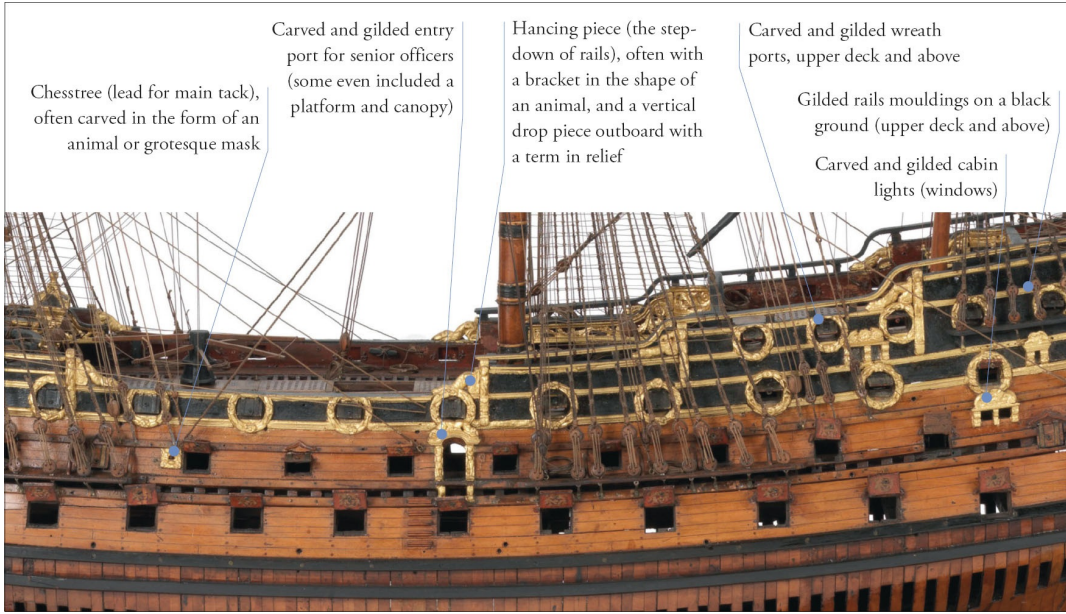 Chesstree (lead for main tack),
often carved in the form of an
animal or grotesque mask
Carved and gilded entry
port for senior officers
(some even included a
platform and canopy)
Hancing piece (the step-
down of rails), often with
a bracket in the shape of
an animal, and a vertical
drop piece outboard with
a term in relief
Carved and gilded wreath
ports, upper deck and above
Gilded rails mouldings on a black
ground (upper deck and above)
Carved and gilded cabin
lights (windows)